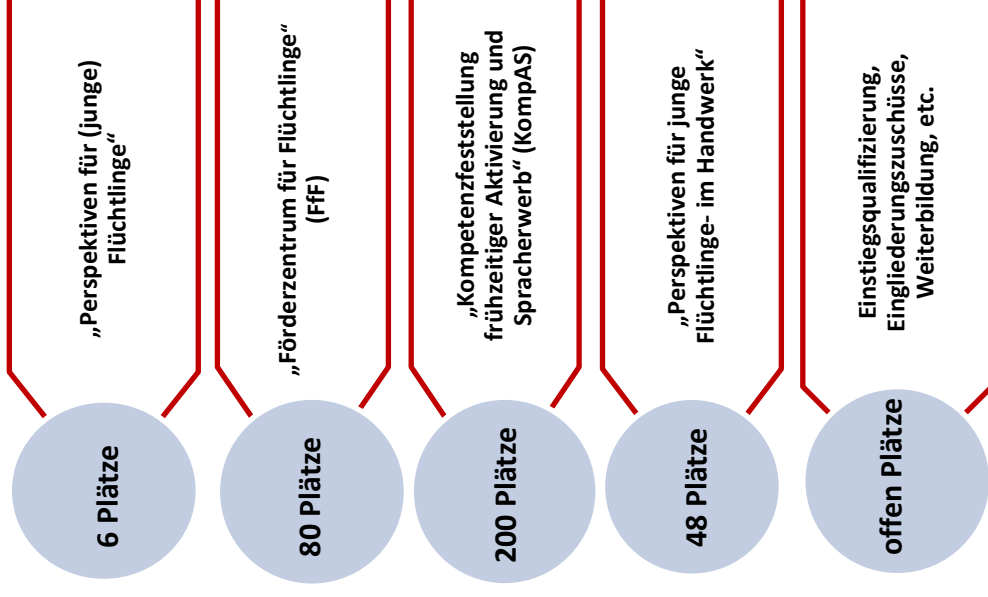 „Perspektiven für (junge)
Flüchtlinge“
6 Plätze
„Förderzentrum für Flüchtlinge“
(FfF)
80 Plätze
„Kompetenzfeststellung
frühzeitiger Aktivierung und
Spracherwerb“ (KompAS)
200 Plätze
„Perspektiven für junge
Flüchtlinge- im Handwerk“
48 Plätze
Einstiegsqualifizierung,
Eingliederungszuschüsse,
Weiterbildung, etc.
offen Plätze